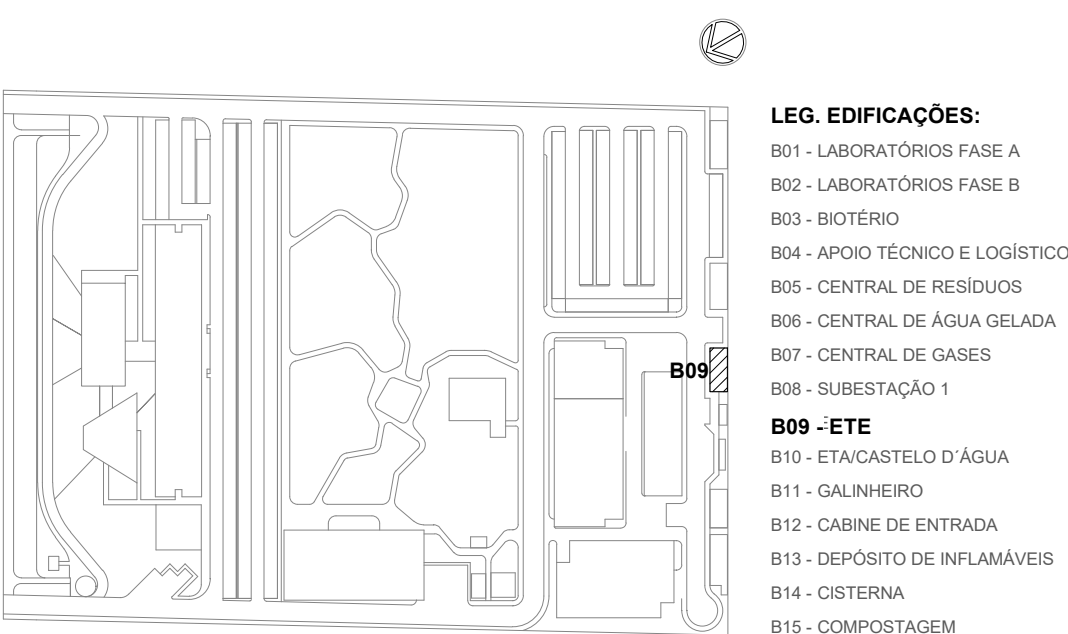 LEG. EDIFICAÇÕES:
B01 - LABORATÓRIOS FASE A
B02 - LABORATÓRIOS FASE B
B03 - BIOTÉRIO
B04 - APOIO TÉCNICO E LOGÍSTICO
B05 - CENTRAL DE RESÍDUOS
B06 - CENTRAL DE ÁGUA GELADA
B07 - CENTRAL DE GASES
B08 - SUBESTAÇÃO 1
B09 - ETE
B10 - ETA/CASTELO D´ÁGUA
B11 - GALINHEIRO
B12 - CABINE DE ENTRADA
B13 - DEPÓSITO DE INFLAMÁVEIS
B14 - CISTERNA
B15 - COMPOSTAGEM
B09